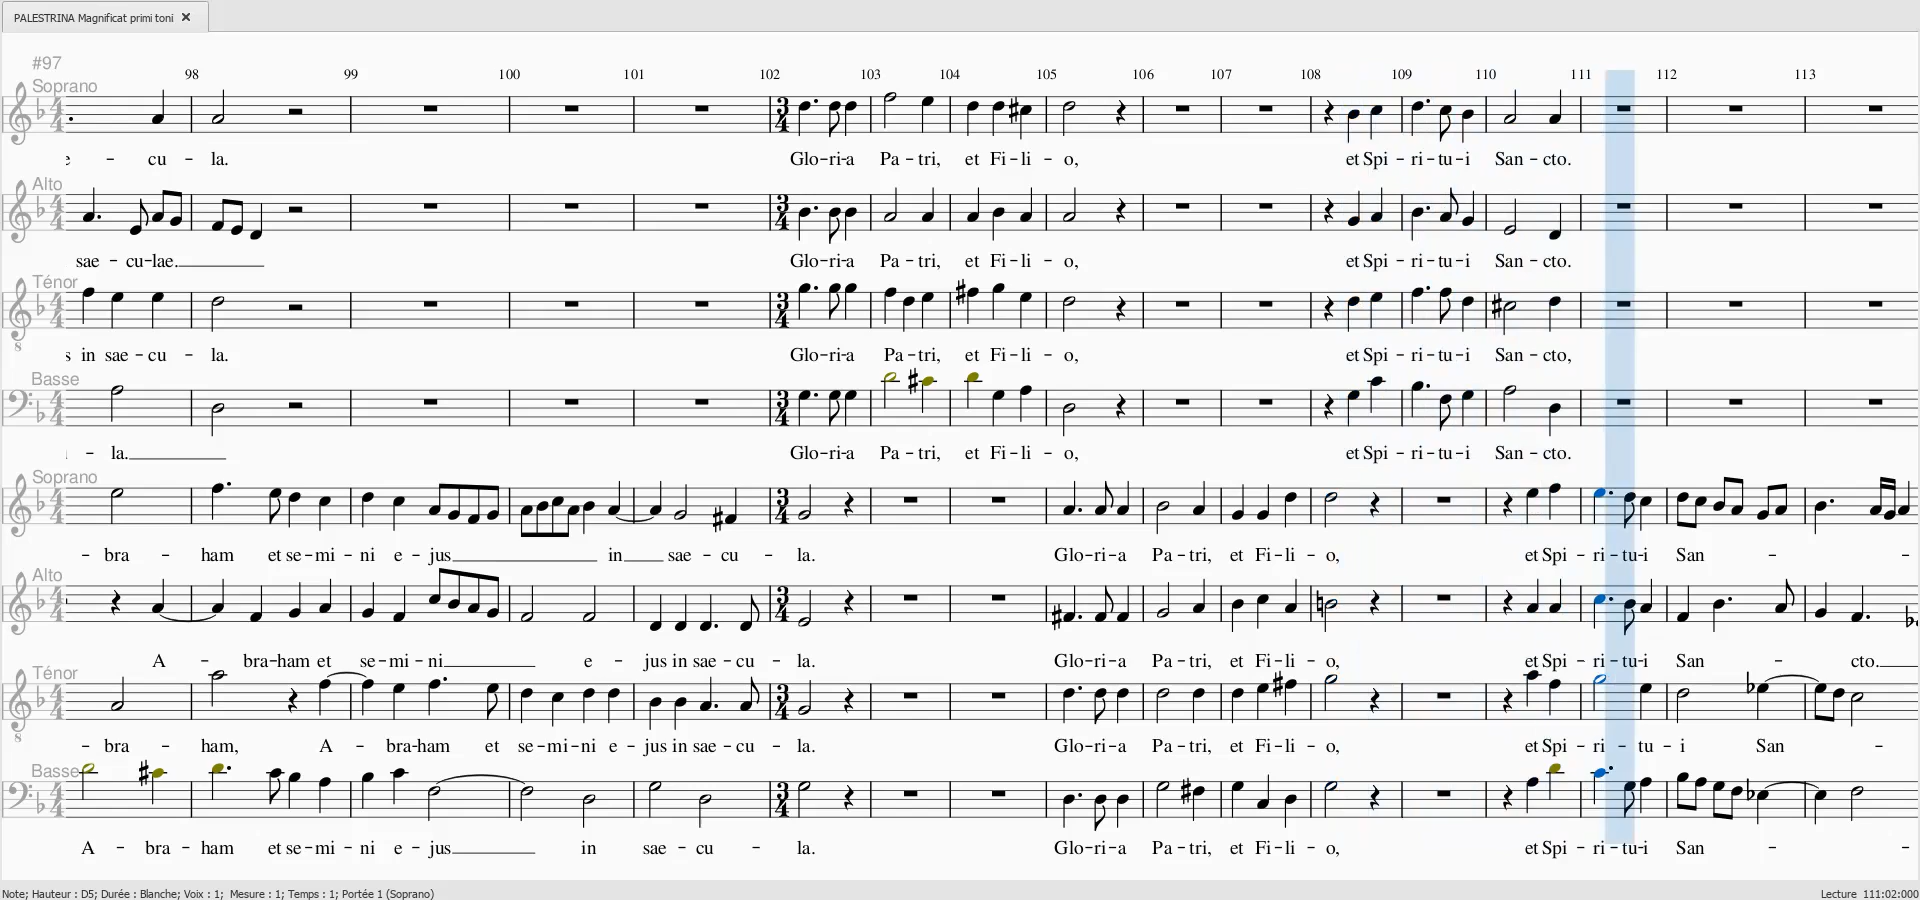 PALESTRINA Magnificat primi toni ✕
#97
98 99 100 101 102 103 104 105 106 107 108 109 110 111 112 113
Soprano
- cu - la. Glo-ri-a Pa-tri, et Fi-li-o, et Spi-ri-tu-i San-cto.
Alto
sae-cu-lae.____ Glo-ri-a Pa-tri, et Fi-li-o, et Spi-ri-tu-i San-cto.
Ténor
s in sae-cu-la. Glo-ri-a Pa-tri, et Fi-li-o, et Spi-ri-tu-i San-cto,
Basse
- la.____ Glo-ri-a Pa-tri, et Fi-li-o, et Spi-ri-tu-i San-cto.
Soprano
- bra - ham et se-mi-ni e-jus____ in____ sae-cu-la. Glo-ri-a Pa-tri, et Fi-li-o, et Spi-ri-tu-i San - -
Alto
A - bra-ham et se-mi-ni____ e-jus in sae-cu-la. Glo-ri-a Pa-tri, et Fi-li-o, et Spi-ri-tu-i San - cto.____
Ténor
- bra - ham, A - bra-ham et se-mi-ni e-jus in sae-cu-la. Glo-ri-a Pa-tri, et Fi-li-o, et Spi-ri-tu-i San -
Basse
A - bra - ham et se-mi-ni e-jus____ in sae-cu-la. Glo-ri-a Pa-tri, et Fi-li-o, et Spi-ri-tu-i San - -
Note; Hauteur : D5; Durée : Blanche; Voix : 1; Mesure : 1; Temps : 1; Portée 1 (Soprano)
Lecture 111:02:000